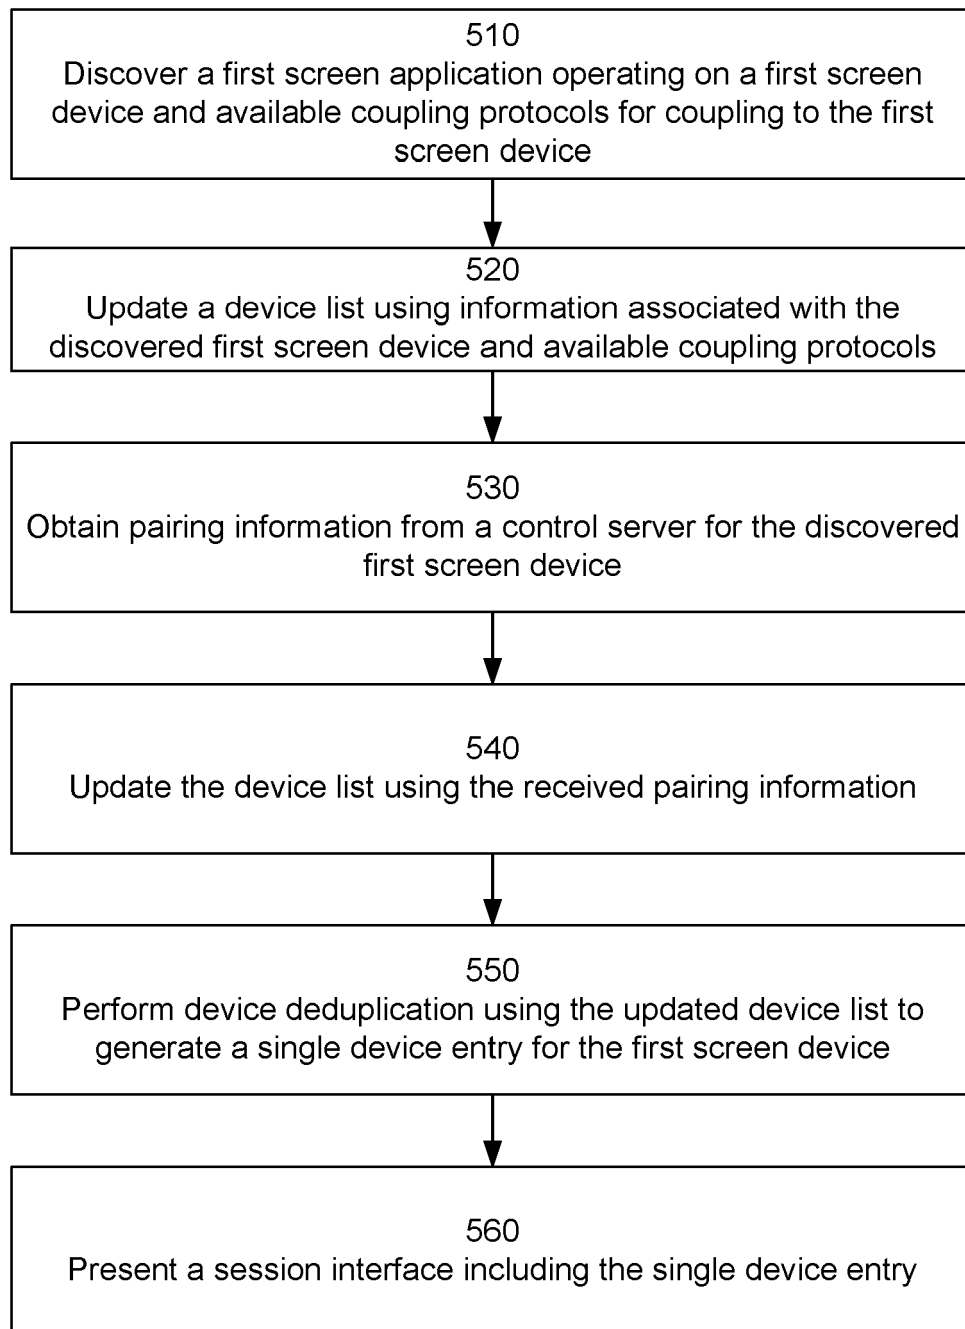 510
Discover a first screen application operating on a first screen
device and available coupling protocols for coupling to the first
screen device
520
Update a device list using information associated with the
discovered first screen device and available coupling protocols
530
Obtain pairing information from a control server for the discovered
first screen device
540
Update the device list using the received pairing information
550
Perform device deduplication using the updated device list to
generate a single device entry for the first screen device
560
Present a session interface including the single device entry